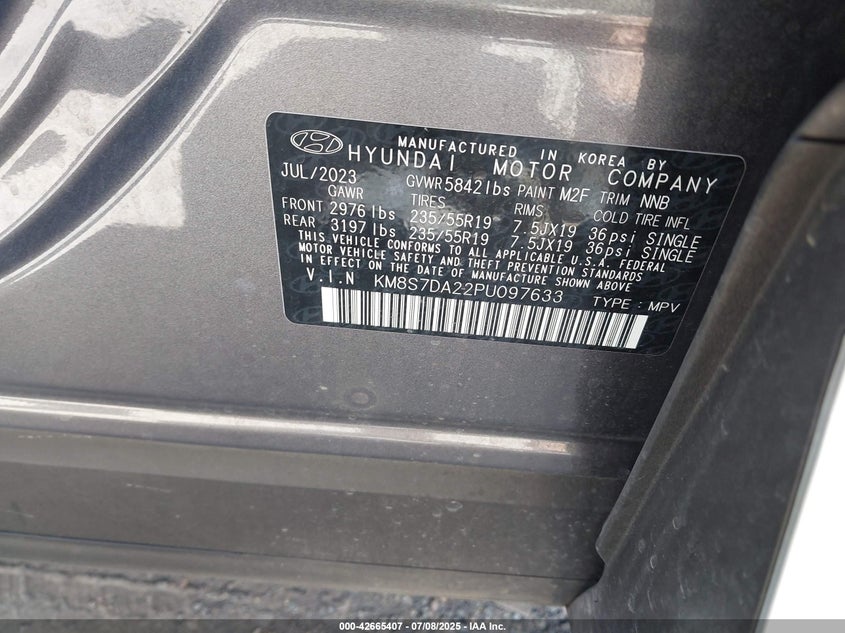 MANUFACTURED IN KOREA BY
HYUNDAI MOTOR COMPANY
JUL/2023 GVWR 5842 lbs PAINT M2F TRIM NNB
GAWR TIRES RIMS COLD TIRE INFL
FRONT 2976 lbs 235/55R19 7.5JX19 36psi SINGLE
REAR 3197 lbs 235/55R19 7.5JX19 36psi SINGLE
THIS VEHICLE CONFORMS TO ALL APPLICABLE U.S.A. FEDERAL
MOTOR VEHICLE SAFETY AND THEFT PREVENTION STANDARDS
IN EFFECT ON THE DATE OF MANUFACTURE SHOWN ABOVE.
V.I.N KM8S7DA22PU097633 TYPE : MPV
000-42665407 - 07/08/2025 - IAA Inc.